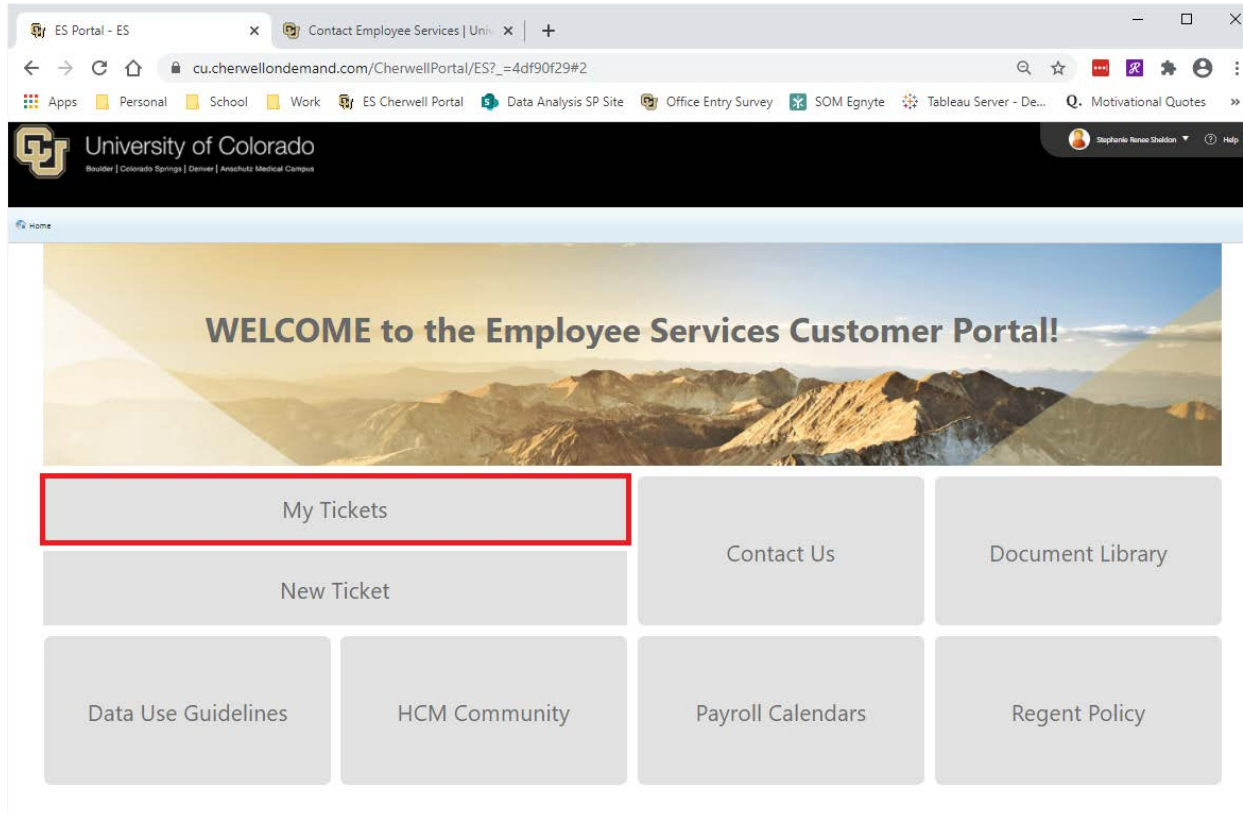 ES Portal - ES
Contact Employee Services | Univ
cu.cherwellondemand.com/CherwellPortal/ES?_=4df90f29#2
Apps Personal School Work ES Cherwell Portal Data Analysis SP Site Office Entry Survey SOM Egnyte Tableau Server - De... Q. Motivational Quotes »
CU University of Colorado
Boulder | Colorado Springs | Denver | Anschutz Medical Campus
Stephanie Renee Sheldon ? Help
Home
WELCOME to the Employee Services Customer Portal!
My Tickets
New Ticket
Contact Us
Document Library
Data Use Guidelines
HCM Community
Payroll Calendars
Regent Policy